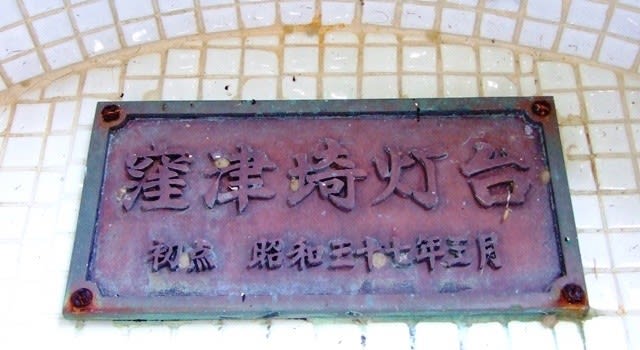 窪津埼灯台
初点 昭和三十七年三月